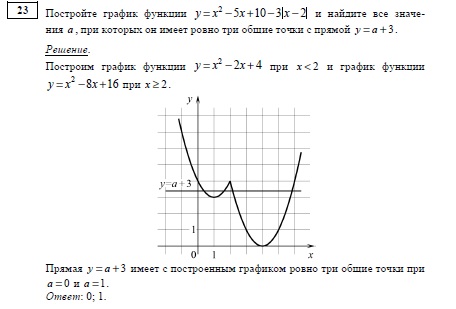 23
Постройте график функции y = x² − 5x + 10 − 3|x − 2| и найдите все значе-
ния a, при которых он имеет ровно три общие точки с прямой y = a + 3.
Решение.
Построим график функции y = x² − 2x + 4 при x < 2 и график функции
y = x² − 8x + 16 при x ≥ 2.
y
y=a+3
1
0 1 x
Прямая y = a + 3 имеет с построенным графиком ровно три общие точки при
a = 0 и a = 1.
Ответ: 0; 1.